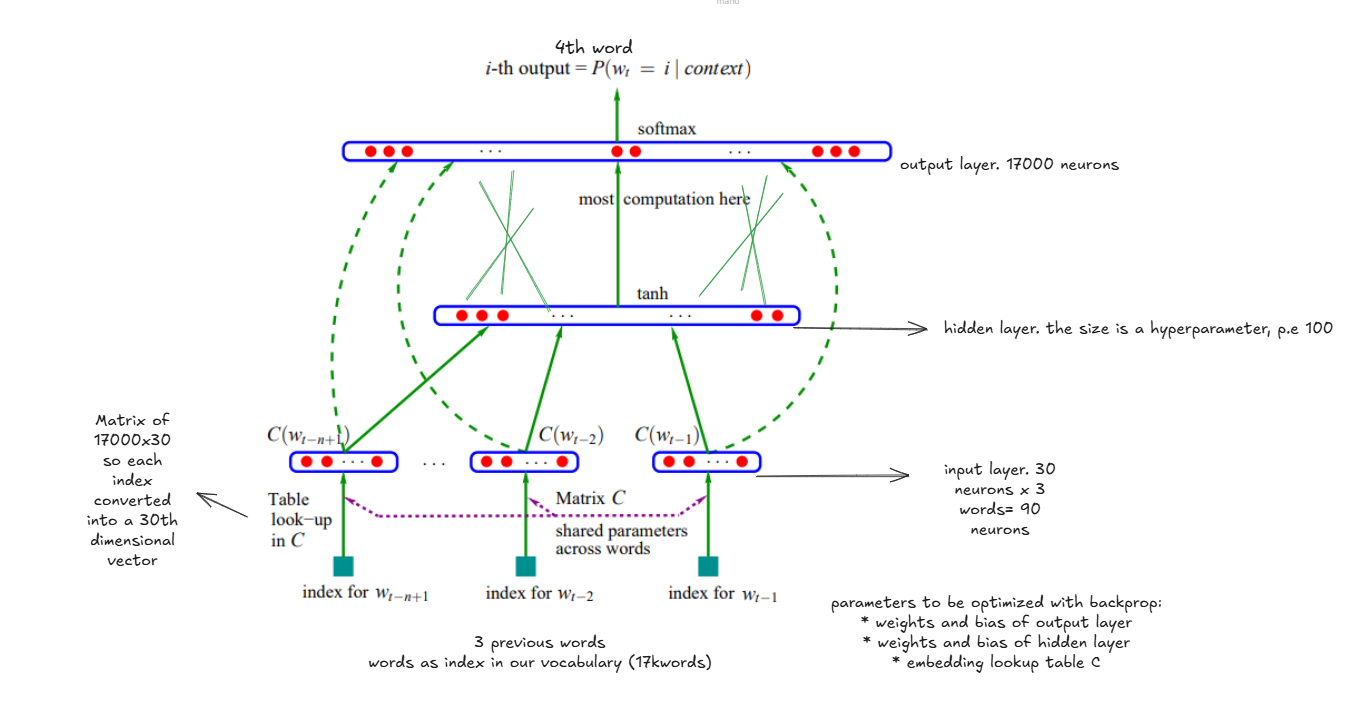 mano
4th word
i-th output = P(w_t = i | context)
softmax
. . .
. . .
output layer. 17000 neurons
most computation here
tanh
. . .
. . .
hidden layer. the size is a hyperparameter, p.e 100
Matrix of
17000x30
so each
index
converted
into a 30th
dimensional
vector
C(w_{t−n+1})
C(w_{t−2})
C(w_{t−1})
. . .
. . .
. . .
. . .
input layer. 30
neurons x 3
words= 90
neurons
Table
look−up
in C
Matrix C
shared parameters
across words
index for w_{t−n+1}
index for w_{t−2}
index for w_{t−1}
parameters to be optimized with backprop:
* weights and bias of output layer
* weights and bias of hidden layer
* embedding lookup table C
3 previous words
words as index in our vocabulary (17kwords)